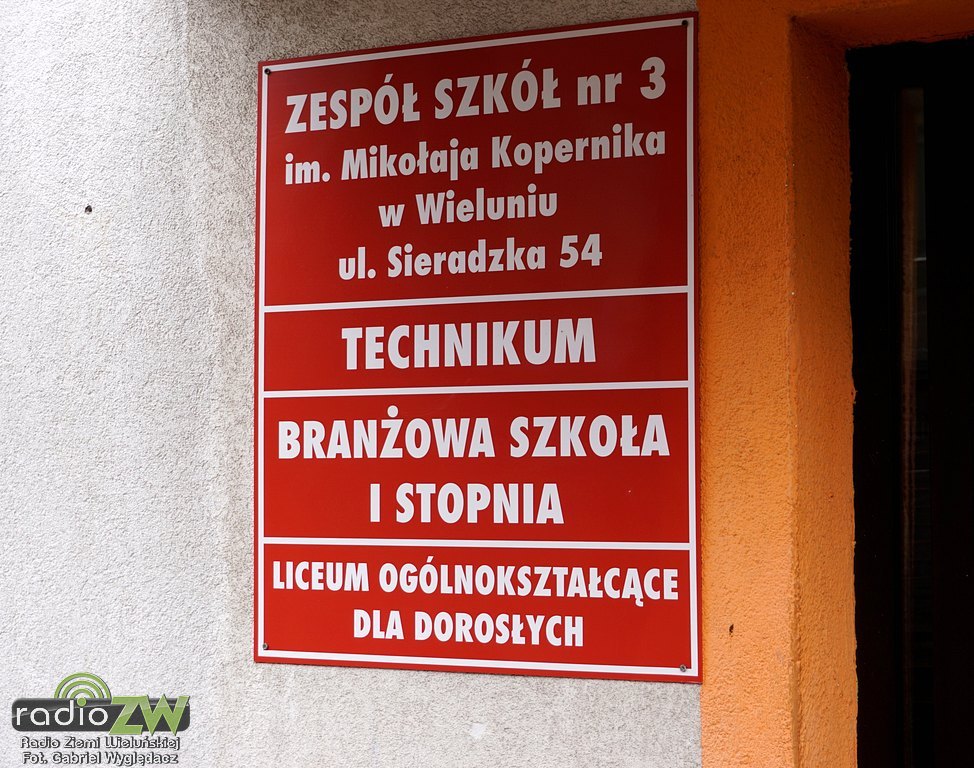 ZESPÓŁ SZKÓŁ nr 3
im. Mikołaja Kopernika
w Wieluniu
ul. Sieradzka 54
TECHNIKUM
BRANŻOWA SZKOŁA
I STOPNIA
LICEUM OGÓLNOKSZTAŁCĄCE
DLA DOROSŁYCH
radioZW
Radio Ziemi Wieluńskiej
Fot. Gabriel Wyględacz